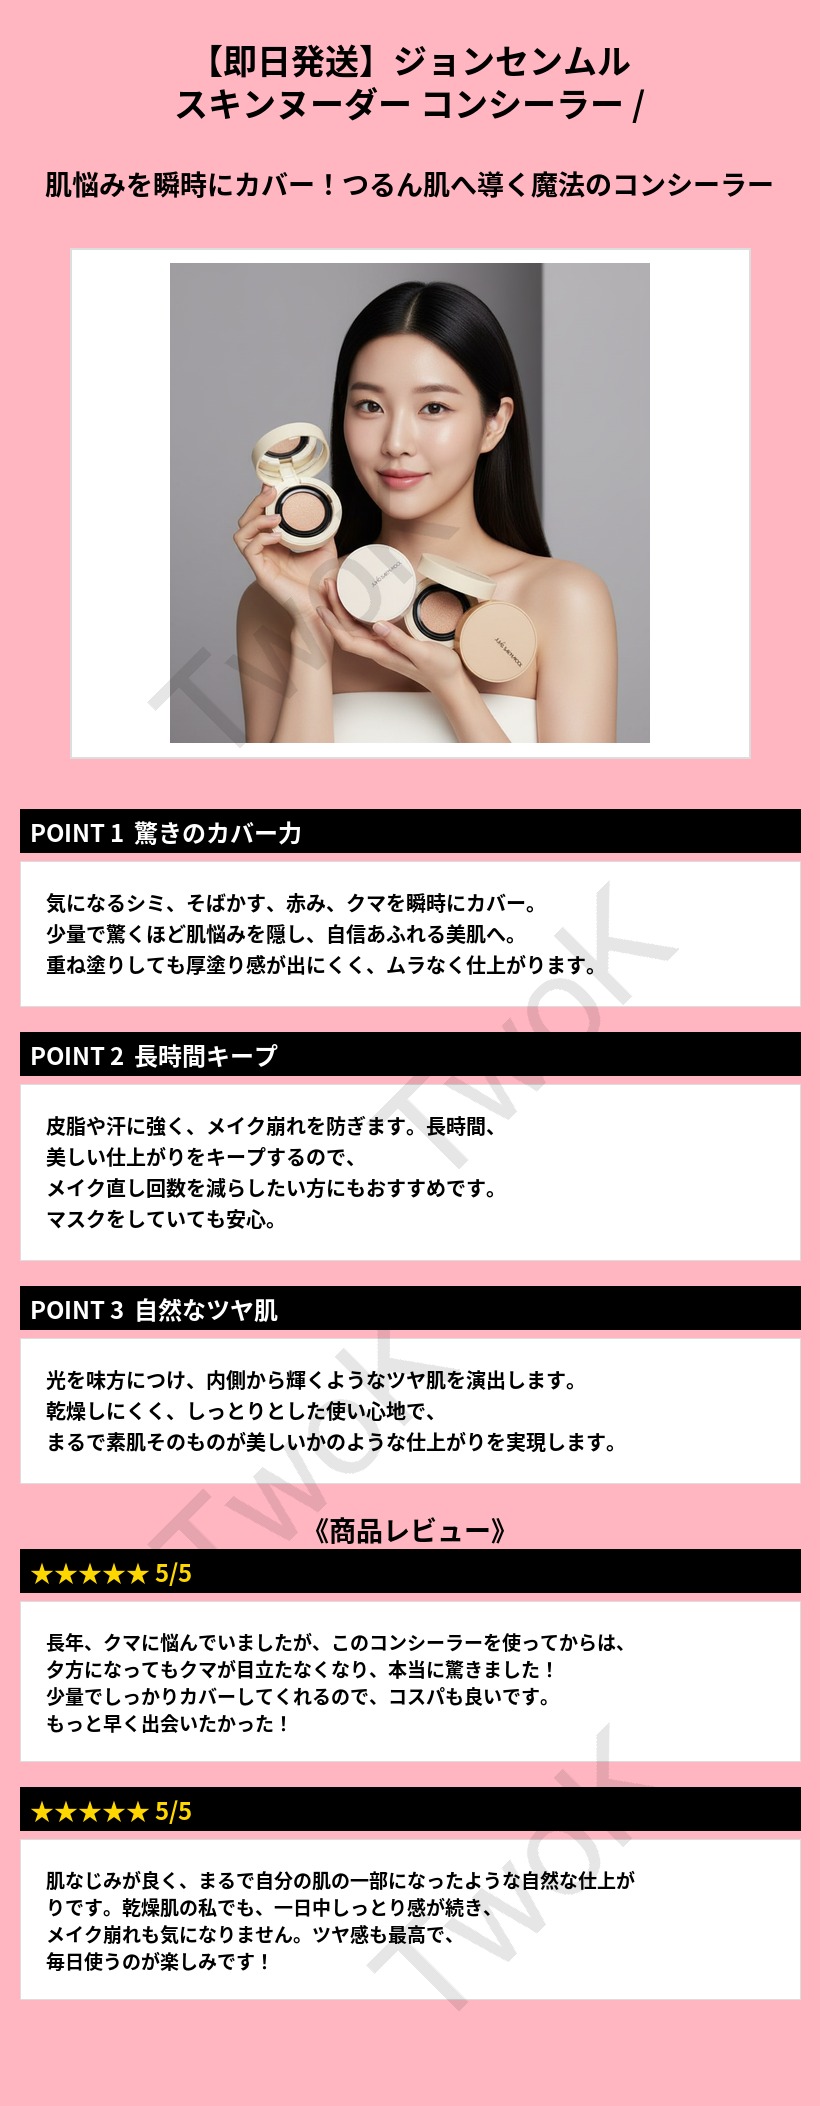 【即日発送】ジョンセンムル
スキンヌーダー コンシーラー /
肌悩みを瞬時にカバー！つるん肌へ導く魔法のコンシーラー
TwoK
POINT 1 驚きのカバー力
気になるシミ、そばかす、赤み、クマを瞬時にカバー。
少量で驚くほど肌悩みを隠し、自信あふれる美肌へ。
重ね塗りしても厚塗り感が出にくく、ムラなく仕上がります。
TwoK
POINT 2 長時間キープ
皮脂や汗に強く、メイク崩れを防ぎます。長時間、
美しい仕上がりをキープするので、
メイク直し回数を減らしたい方にもおすすめです。
マスクをしていても安心。
POINT 3 自然なツヤ肌
光を味方につけ、内側から輝くようなツヤ肌を演出します。
乾燥しにくく、しっとりとした使い心地で、
まるで素肌そのものが美しいかのような仕上がりを実現します。
TwoK
《商品レビュー》
★★★★★ 5/5
長年、クマに悩んでいましたが、このコンシーラーを使ってからは、
夕方になってもクマが目立たなくなり、本当に驚きました！
少量でしっかりカバーしてくれるので、コスパも良いです。
もっと早く出会いたかった！
★★★★★ 5/5
肌なじみが良く、まるで自分の肌の一部になったような自然な仕上が
りです。乾燥肌の私でも、一日中しっとり感が続き、
メイク崩れも気になりません。ツヤ感も最高で、
毎日使うのが楽しみです！
TwoK